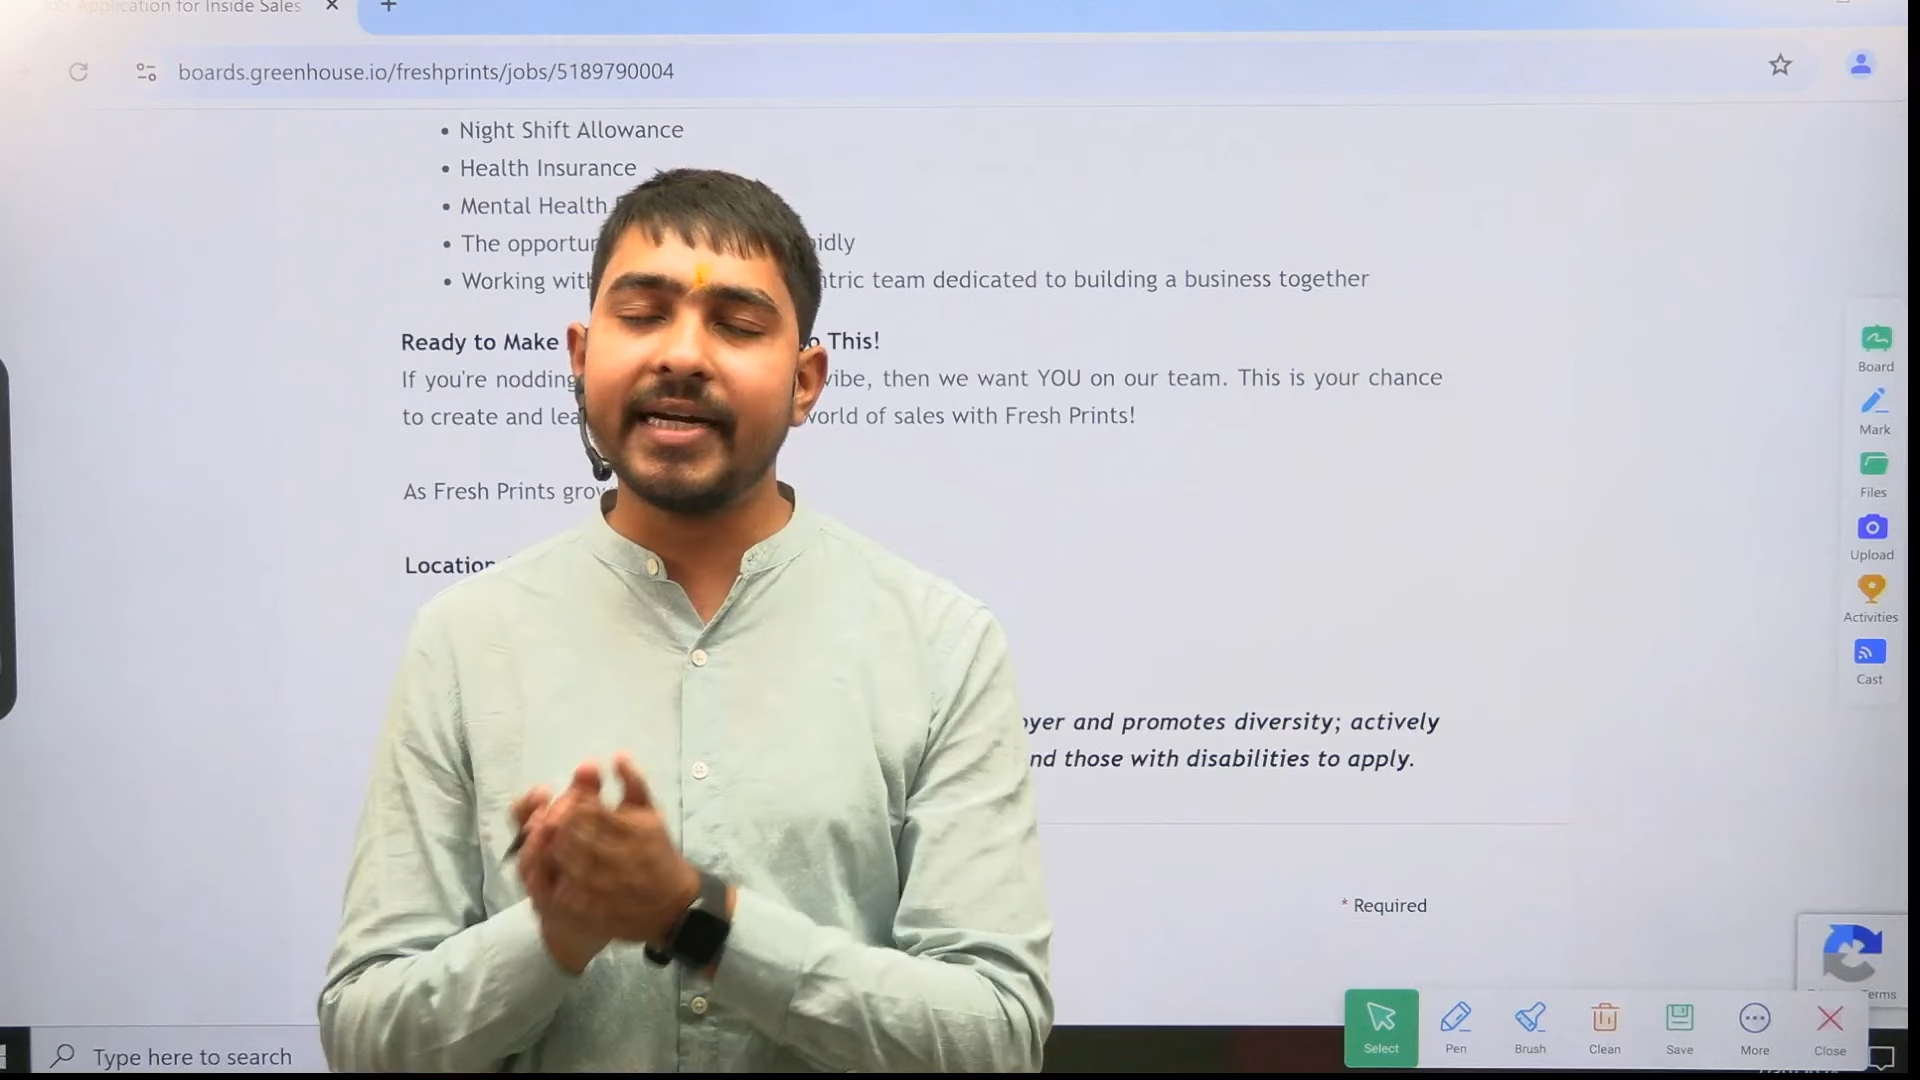 Application for Inside Sales
boards.greenhouse.io/freshprints/jobs/5189790004
• Night Shift Allowance
• Health Insurance
• Mental Health
• The opportun idly
• Working with ntric team dedicated to building a business together
Ready to Make o This!
If you're nodding vibe, then we want YOU on our team. This is your chance
to create and lea world of sales with Fresh Prints!
As Fresh Prints grow
Location
oyer and promotes diversity; actively
nd those with disabilities to apply.
* Required
Board
Mark
Files
Upload
Activities
Cast
Terms
Select
Pen
Brush
Clean
Save
More
Close
Type here to search